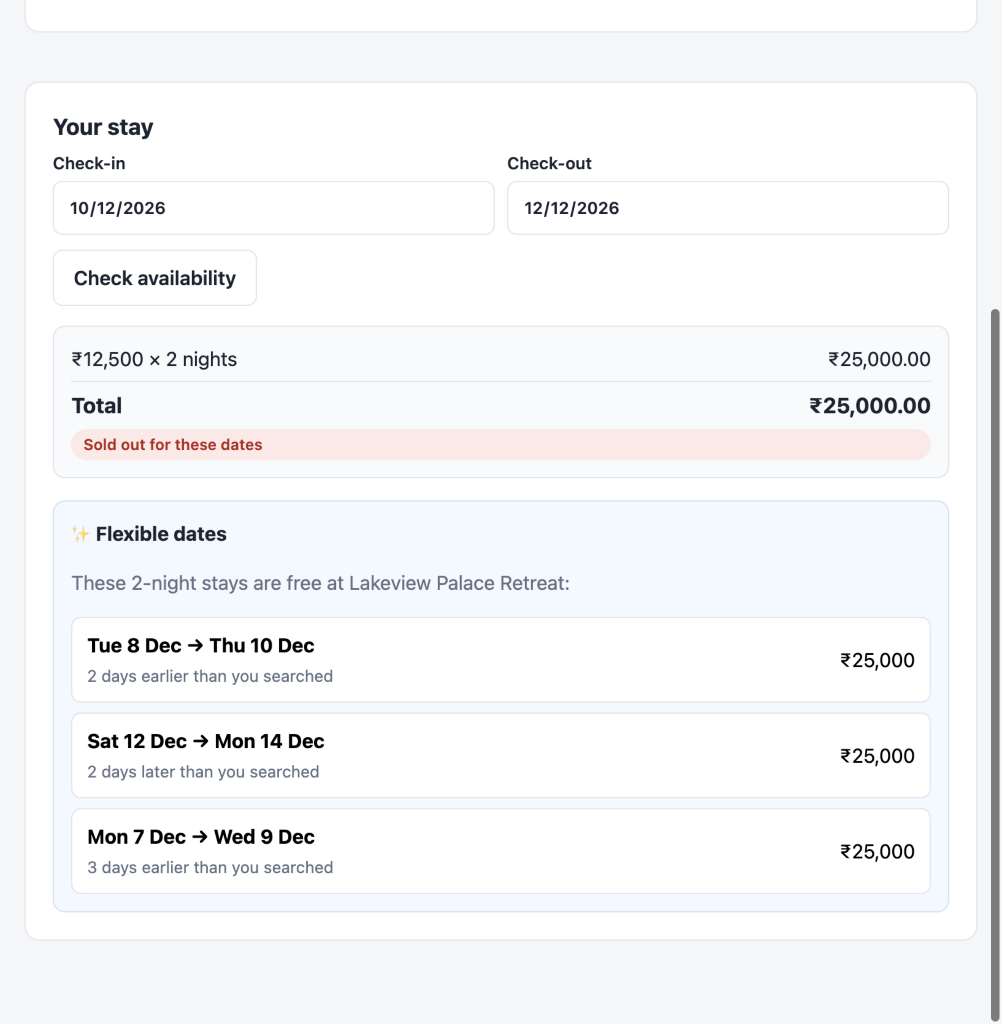 Your stay
Check-in
Check-out
10/12/2026
12/12/2026
Check availability
₹12,500 × 2 nights
₹25,000.00
Total
₹25,000.00
Sold out for these dates
✨ Flexible dates
These 2-night stays are free at Lakeview Palace Retreat:
Tue 8 Dec → Thu 10 Dec
2 days earlier than you searched
₹25,000
Sat 12 Dec → Mon 14 Dec
2 days later than you searched
₹25,000
Mon 7 Dec → Wed 9 Dec
3 days earlier than you searched
₹25,000